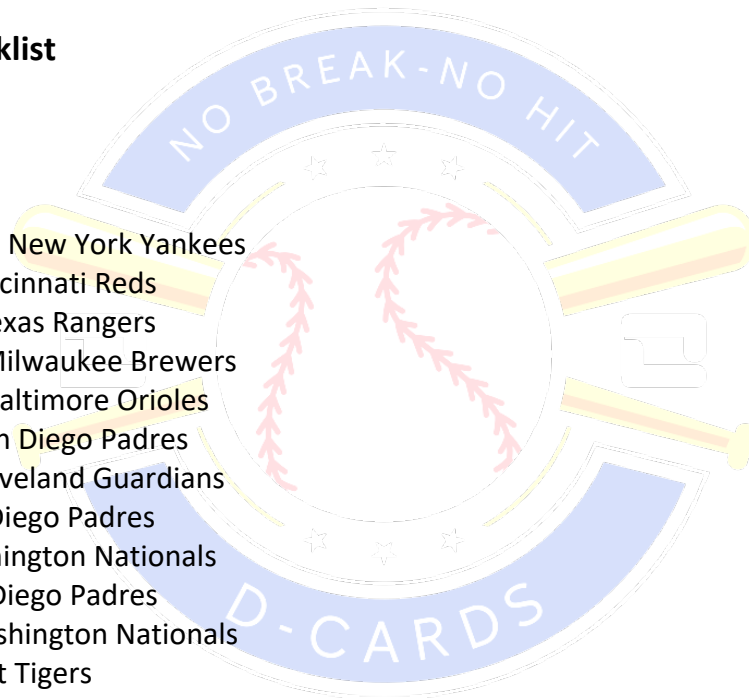 klist
NO BREAK-NO HIT
New York Yankees
cinnati Reds
exas Rangers
Milwaukee Brewers
altimore Orioles
n Diego Padres
veland Guardians
Diego Padres
hington Nationals
Diego Padres
shington Nationals
t Tigers
D-CARDS